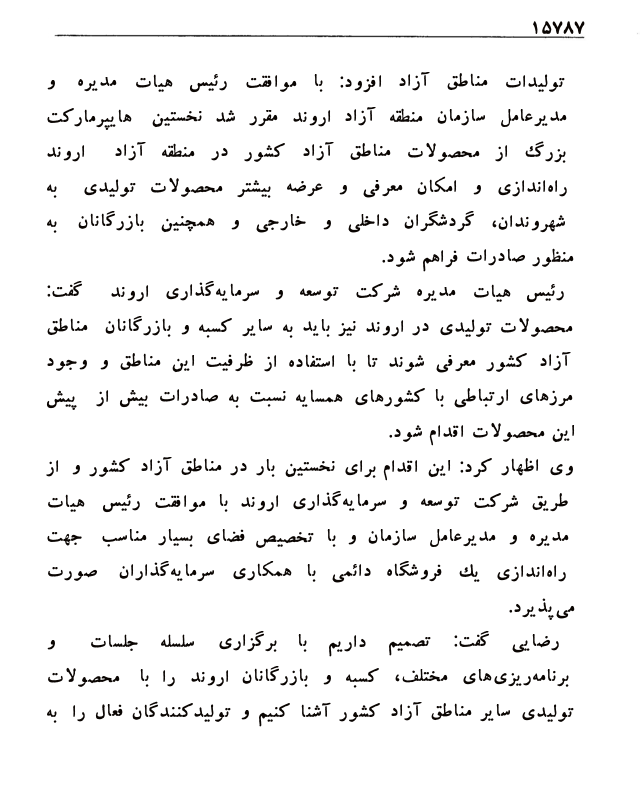 ۱۵۷۸۷
تولیدات مناطق آزاد افزود: با موافقت رئیس هیات مدیره و
مدیرعامل سازمان منطقه آزاد اروند مقرر شد نخستین هایپرمارکت
بزرگ از محصولات مناطق آزاد کشور در منطقه آزاد اروند
راه‌اندازی و امکان معرفی و عرضه بیشتر محصولات تولیدی به
شهروندان، گردشگران داخلی و خارجی و همچنین بازرگانان به
منظور صادرات فراهم شود.
رئیس هیات مدیره شرکت توسعه و سرمایه‌گذاری اروند گفت:
محصولات تولیدی در اروند نیز باید به سایر کسبه و بازرگانان مناطق
آزاد کشور معرفی شوند تا با استفاده از ظرفیت این مناطق و وجود
مرزهای ارتباطی با کشورهای همسایه نسبت به صادرات بیش از پیش
این محصولات اقدام شود.
وی اظهار کرد: این اقدام برای نخستین بار در مناطق آزاد کشور و از
طریق شرکت توسعه و سرمایه‌گذاری اروند با موافقت رئیس هیات
مدیره و مدیرعامل سازمان و با تخصیص فضای بسیار مناسب جهت
راه‌اندازی یك فروشگاه دائمی با همکاری سرمایه‌گذاران صورت
می‌پذیرد.
رضایی گفت: تصمیم داریم با برگزاری سلسله جلسات و
برنامه‌ریزی‌های مختلف، کسبه و بازرگانان اروند را با محصولات
تولیدی سایر مناطق آزاد کشور آشنا کنیم و تولیدکنندگان فعال را به